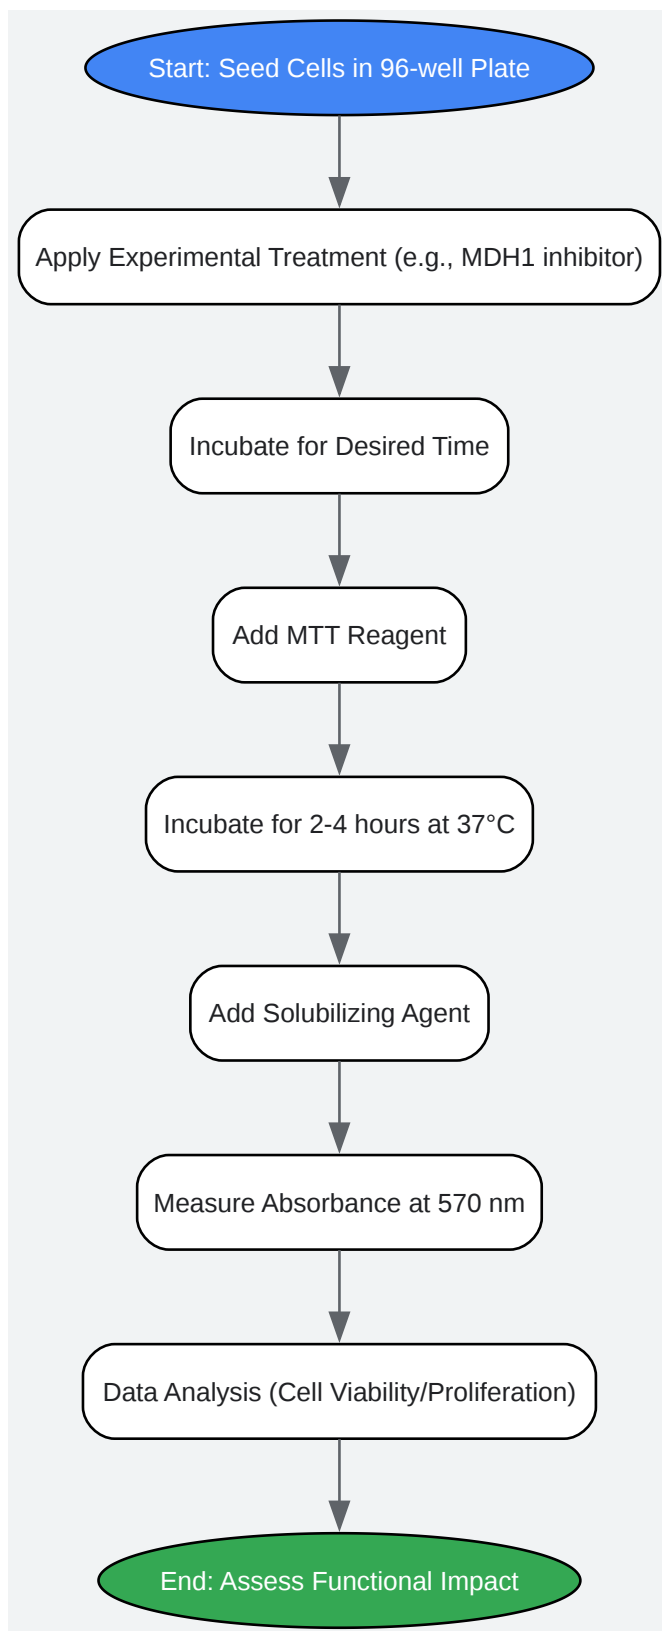 Start: Seed Cells in 96-well Plate
Apply Experimental Treatment (e.g., MDH1 inhibitor)
Incubate for Desired Time
Add MTT Reagent
Incubate for 2-4 hours at 37°C
Add Solubilizing Agent
Measure Absorbance at 570 nm
Data Analysis (Cell Viability/Proliferation)
End: Assess Functional Impact